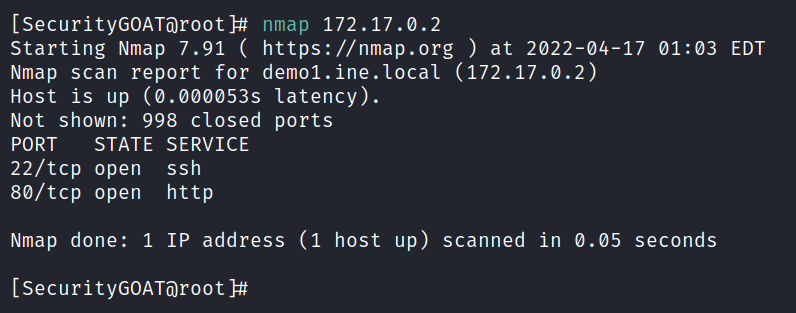 [SecurityGOAT@root]# nmap 172.17.0.2
Starting Nmap 7.91 ( https://nmap.org ) at 2022-04-17 01:03 EDT
Nmap scan report for demo1.ine.local (172.17.0.2)
Host is up (0.000053s latency).
Not shown: 998 closed ports
PORT   STATE SERVICE
22/tcp open  ssh
80/tcp open  http
Nmap done: 1 IP address (1 host up) scanned in 0.05 seconds
[SecurityGOAT@root]#